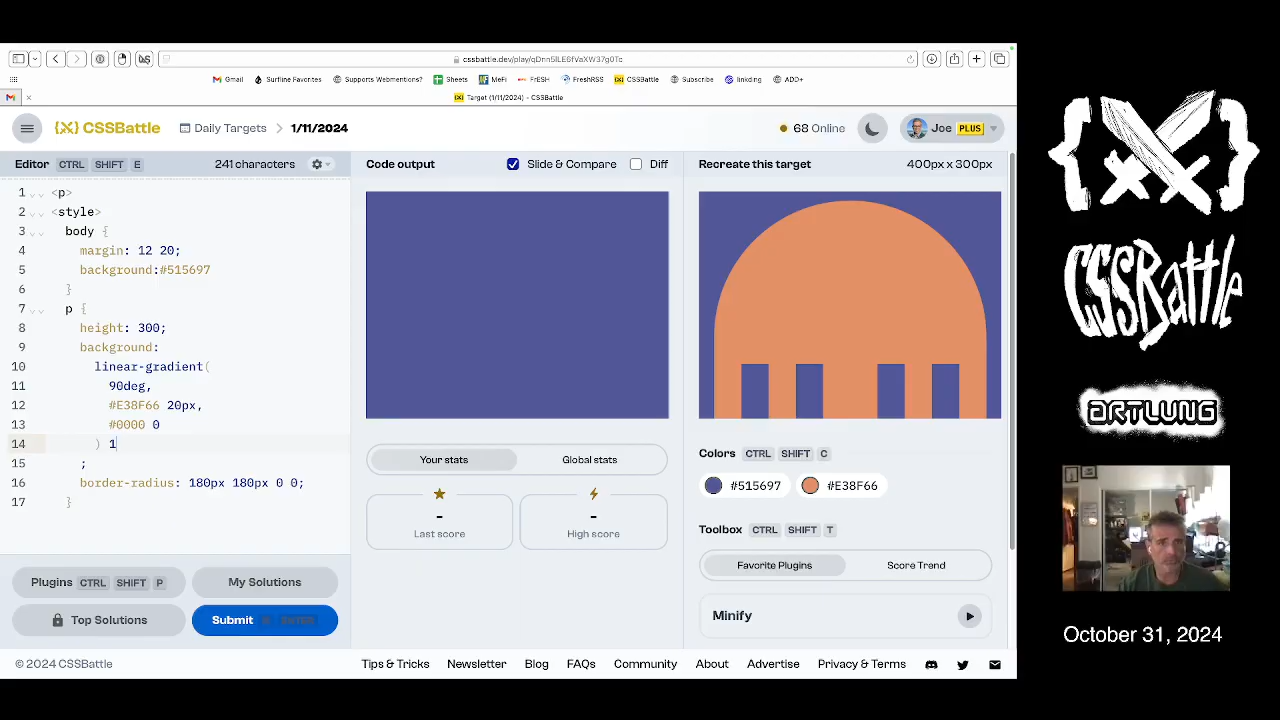 cssbattle.dev/play/qDnn5lLE6fVaXW37g0Tc
Gmail Surfline Favorites Supports Webmentions? Sheets MeFi FrESH FreshRSS CSSBattle Subscribe linkding ADD+
Target (1/11/2024) - CSSBattle
{X} CSSBattle Daily Targets 1/11/2024 68 Online Joe PLUS
Editor CTRL SHIFT E 241 characters Code output Slide & Compare Diff Recreate this target 400px x 300px
1 <p>
2 <style>
3 body {
4 margin: 12 20;
5 background:#515697
6 }
7 p {
8 height: 300;
9 background:
10 linear-gradient(
11 90deg,
12 #E38F66 20px,
13 #0000 0
14 ) 1
15 ;
16 border-radius: 180px 180px 0 0;
17 }
Your stats Global stats
- Last score
- High score
Colors CTRL SHIFT C
#515697 #E38F66
Toolbox CTRL SHIFT T
Favorite Plugins Score Trend
Minify
Plugins CTRL SHIFT P My Solutions
Top Solutions Submit
© 2024 CSSBattle Tips & Tricks Newsletter Blog FAQs Community About Advertise Privacy & Terms
CSSBattle
ARTLUNG
October 31, 2024